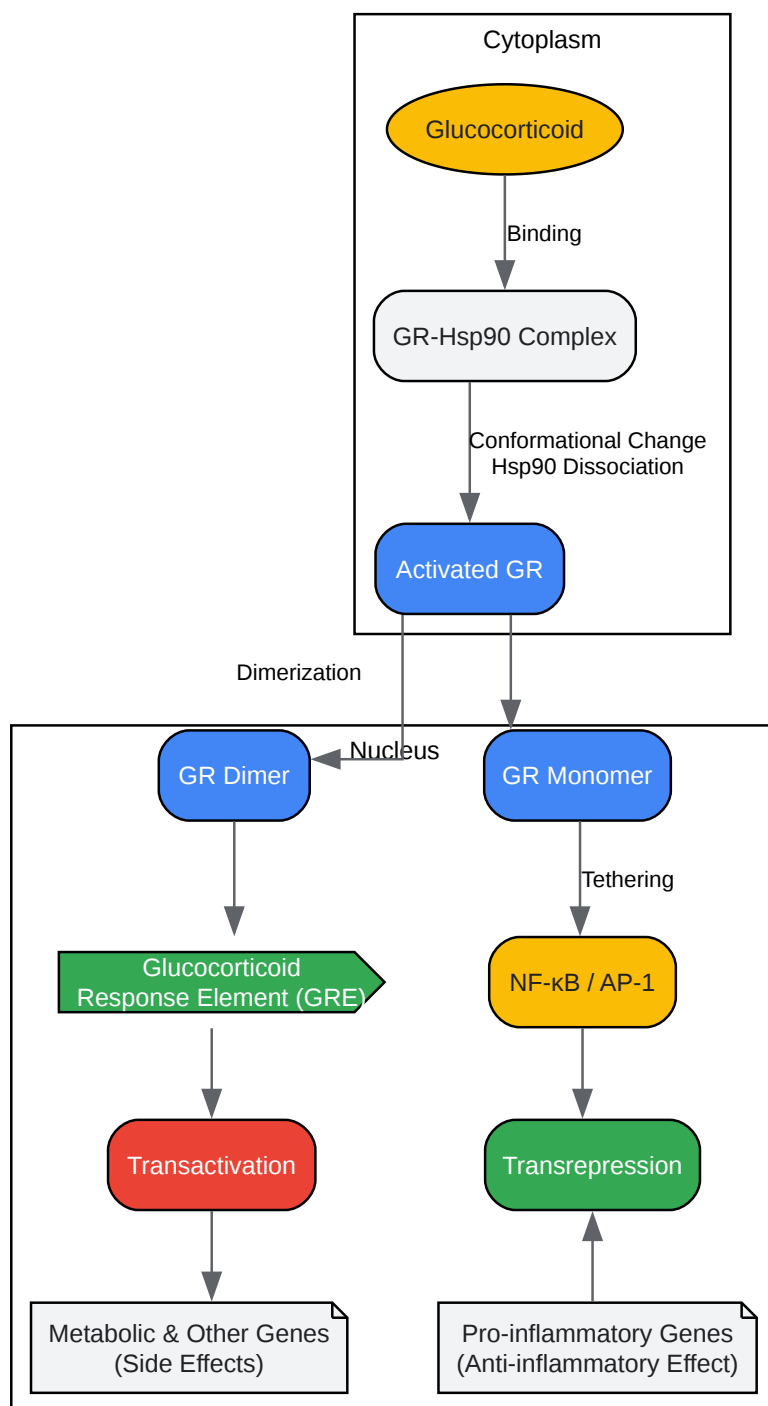 Cytoplasm
Glucocorticoid
Binding
GR-Hsp90 Complex
Conformational Change
Hsp90 Dissociation
Activated GR
Dimerization
Nucleus
GR Dimer
GR Monomer
Tethering
Glucocorticoid
Response Element (GRE)
NF-κB / AP-1
Transactivation
Transrepression
Metabolic & Other Genes
(Side Effects)
Pro-inflammatory Genes
(Anti-inflammatory Effect)